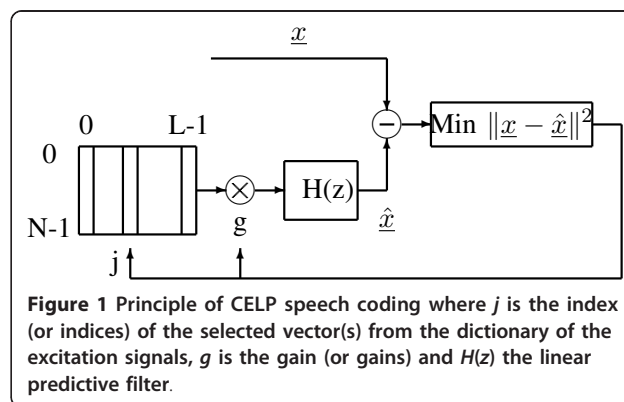 x
0
L-1
0
N-1
j
g
H(z)
x̂
−
Min ‖x − x̂‖²
Figure 1 Principle of CELP speech coding where j is the index
(or indices) of the selected vector(s) from the dictionary of the
excitation signals, g is the gain (or gains) and H(z) the linear
predictive filter.